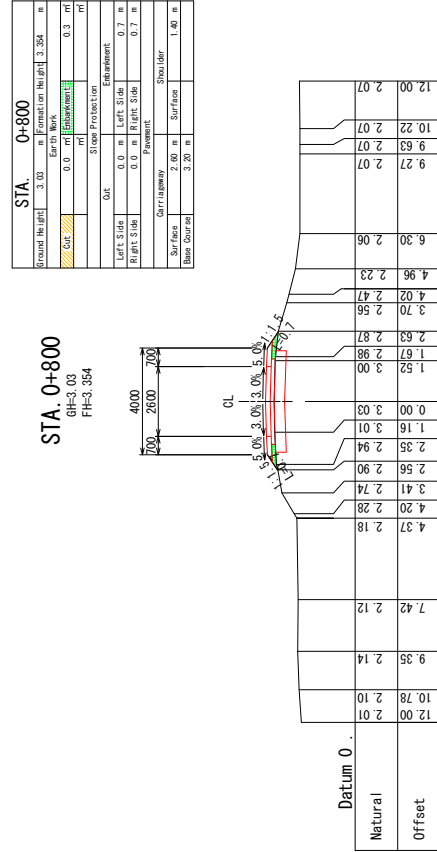 STA. 0+800
Ground Height 3.03 m Formation Height 3.354 m
Earth Work
Cut 0.0 ㎡ Embankment 0.3 ㎡
㎡ ㎡
Slope Protection
Cut Embankment
Left Side 0.0 m Left Side 0.7 m
Right Side 0.0 m Right Side 0.7 m
Pavement
Carriageway Shoulder
Surface 2.60 m Surface 1.40 m
Base Course 3.20 m
STA. 0+800
GH=3.03
FH=3.354
4000
700 2600 700
CL
5.0% 3.0% 3.0% 5.0%
1:1.5 1:1.5
L=0.7
Datum 0.
Natural 2.01 2.10 2.14 2.12 2.18 2.28 2.74 2.90 2.94 3.01 3.03 3.00 2.98 2.87 2.56 2.47 2.23 2.06 2.07 2.07 2.07 2.07
Offset 12.00 10.78 9.35 7.42 4.37 4.20 3.41 2.56 2.35 1.16 0.00 1.52 1.67 2.63 3.70 4.02 4.96 6.30 9.27 9.63 10.22 12.00